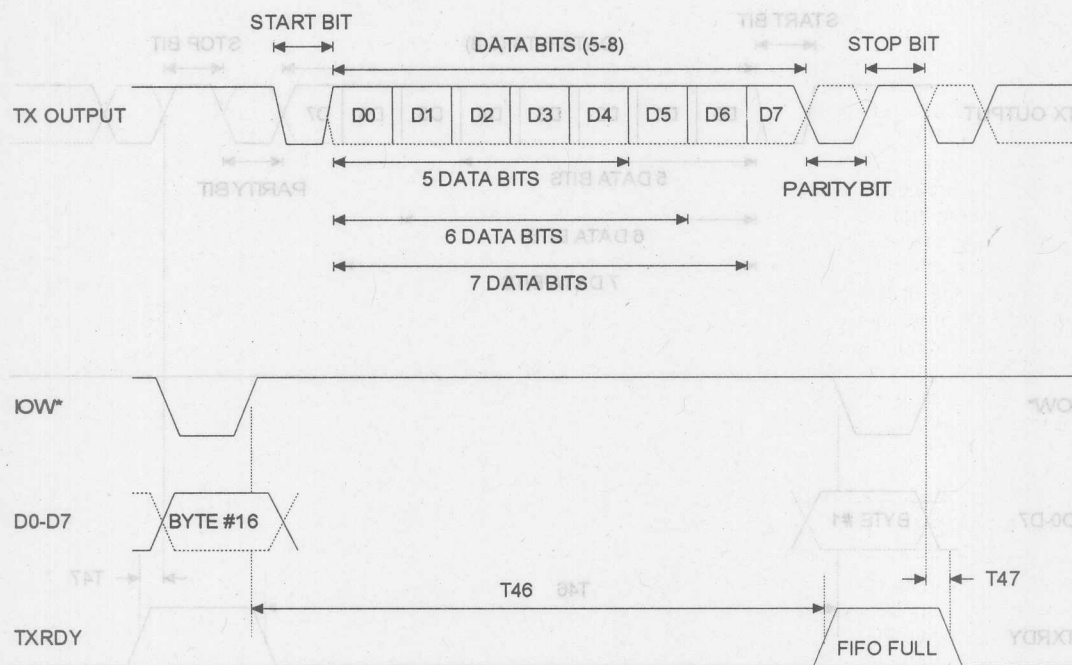 START BIT
DATA BITS (5-8)
STOP BIT
TX OUTPUT
D0 D1 D2 D3 D4 D5 D6 D7
5 DATA BITS
PARITY BIT
6 DATA BITS
7 DATA BITS
IOW*
D0-D7
BYTE #16
T46
T47
TXRDY
FIFO FULL